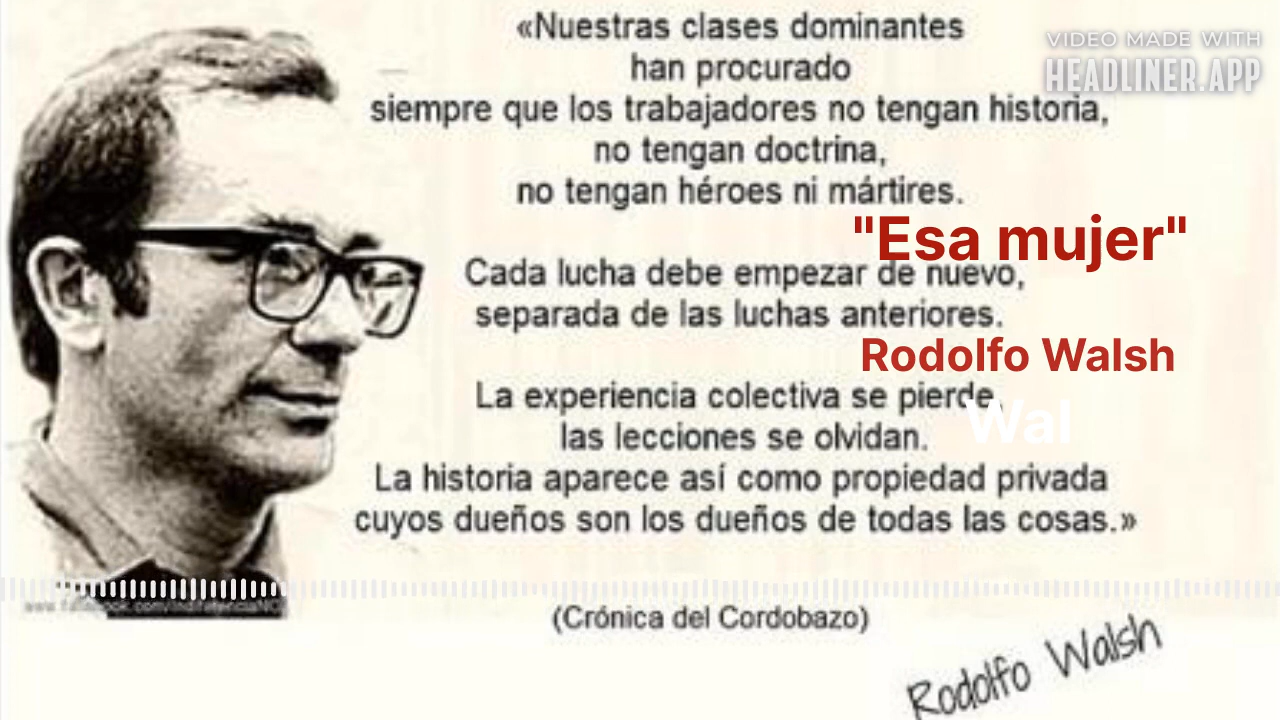 «Nuestras clases dominantes
han procurado
siempre que los trabajadores no tengan historia,
no tengan doctrina,
no tengan héroes ni mártires.
Cada lucha debe empezar de nuevo,
separada de las luchas anteriores.
La experiencia colectiva se pierde,
las lecciones se olvidan.
La historia aparece así como propiedad privada
cuyos dueños son los dueños de todas las cosas.»
(Crónica del Cordobazo)
Rodolfo Walsh
VIDEO MADE WITH
HEADLINER.APP
"Esa mujer"
Rodolfo Walsh
Wal